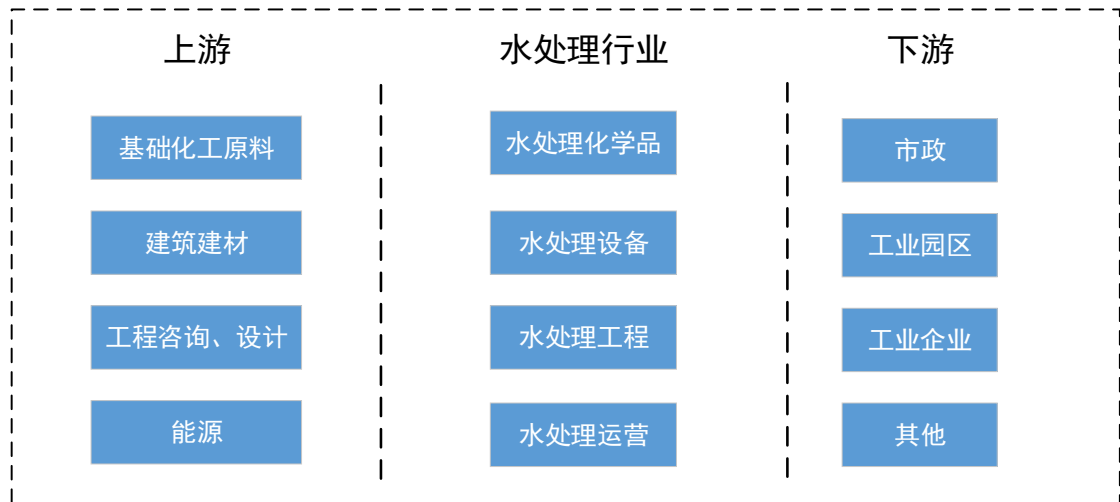 上游
水处理行业
下游
基础化工原料
水处理化学品
市政
建筑建材
水处理设备
工业园区
工程咨询、设计
水处理工程
工业企业
能源
水处理运营
其他